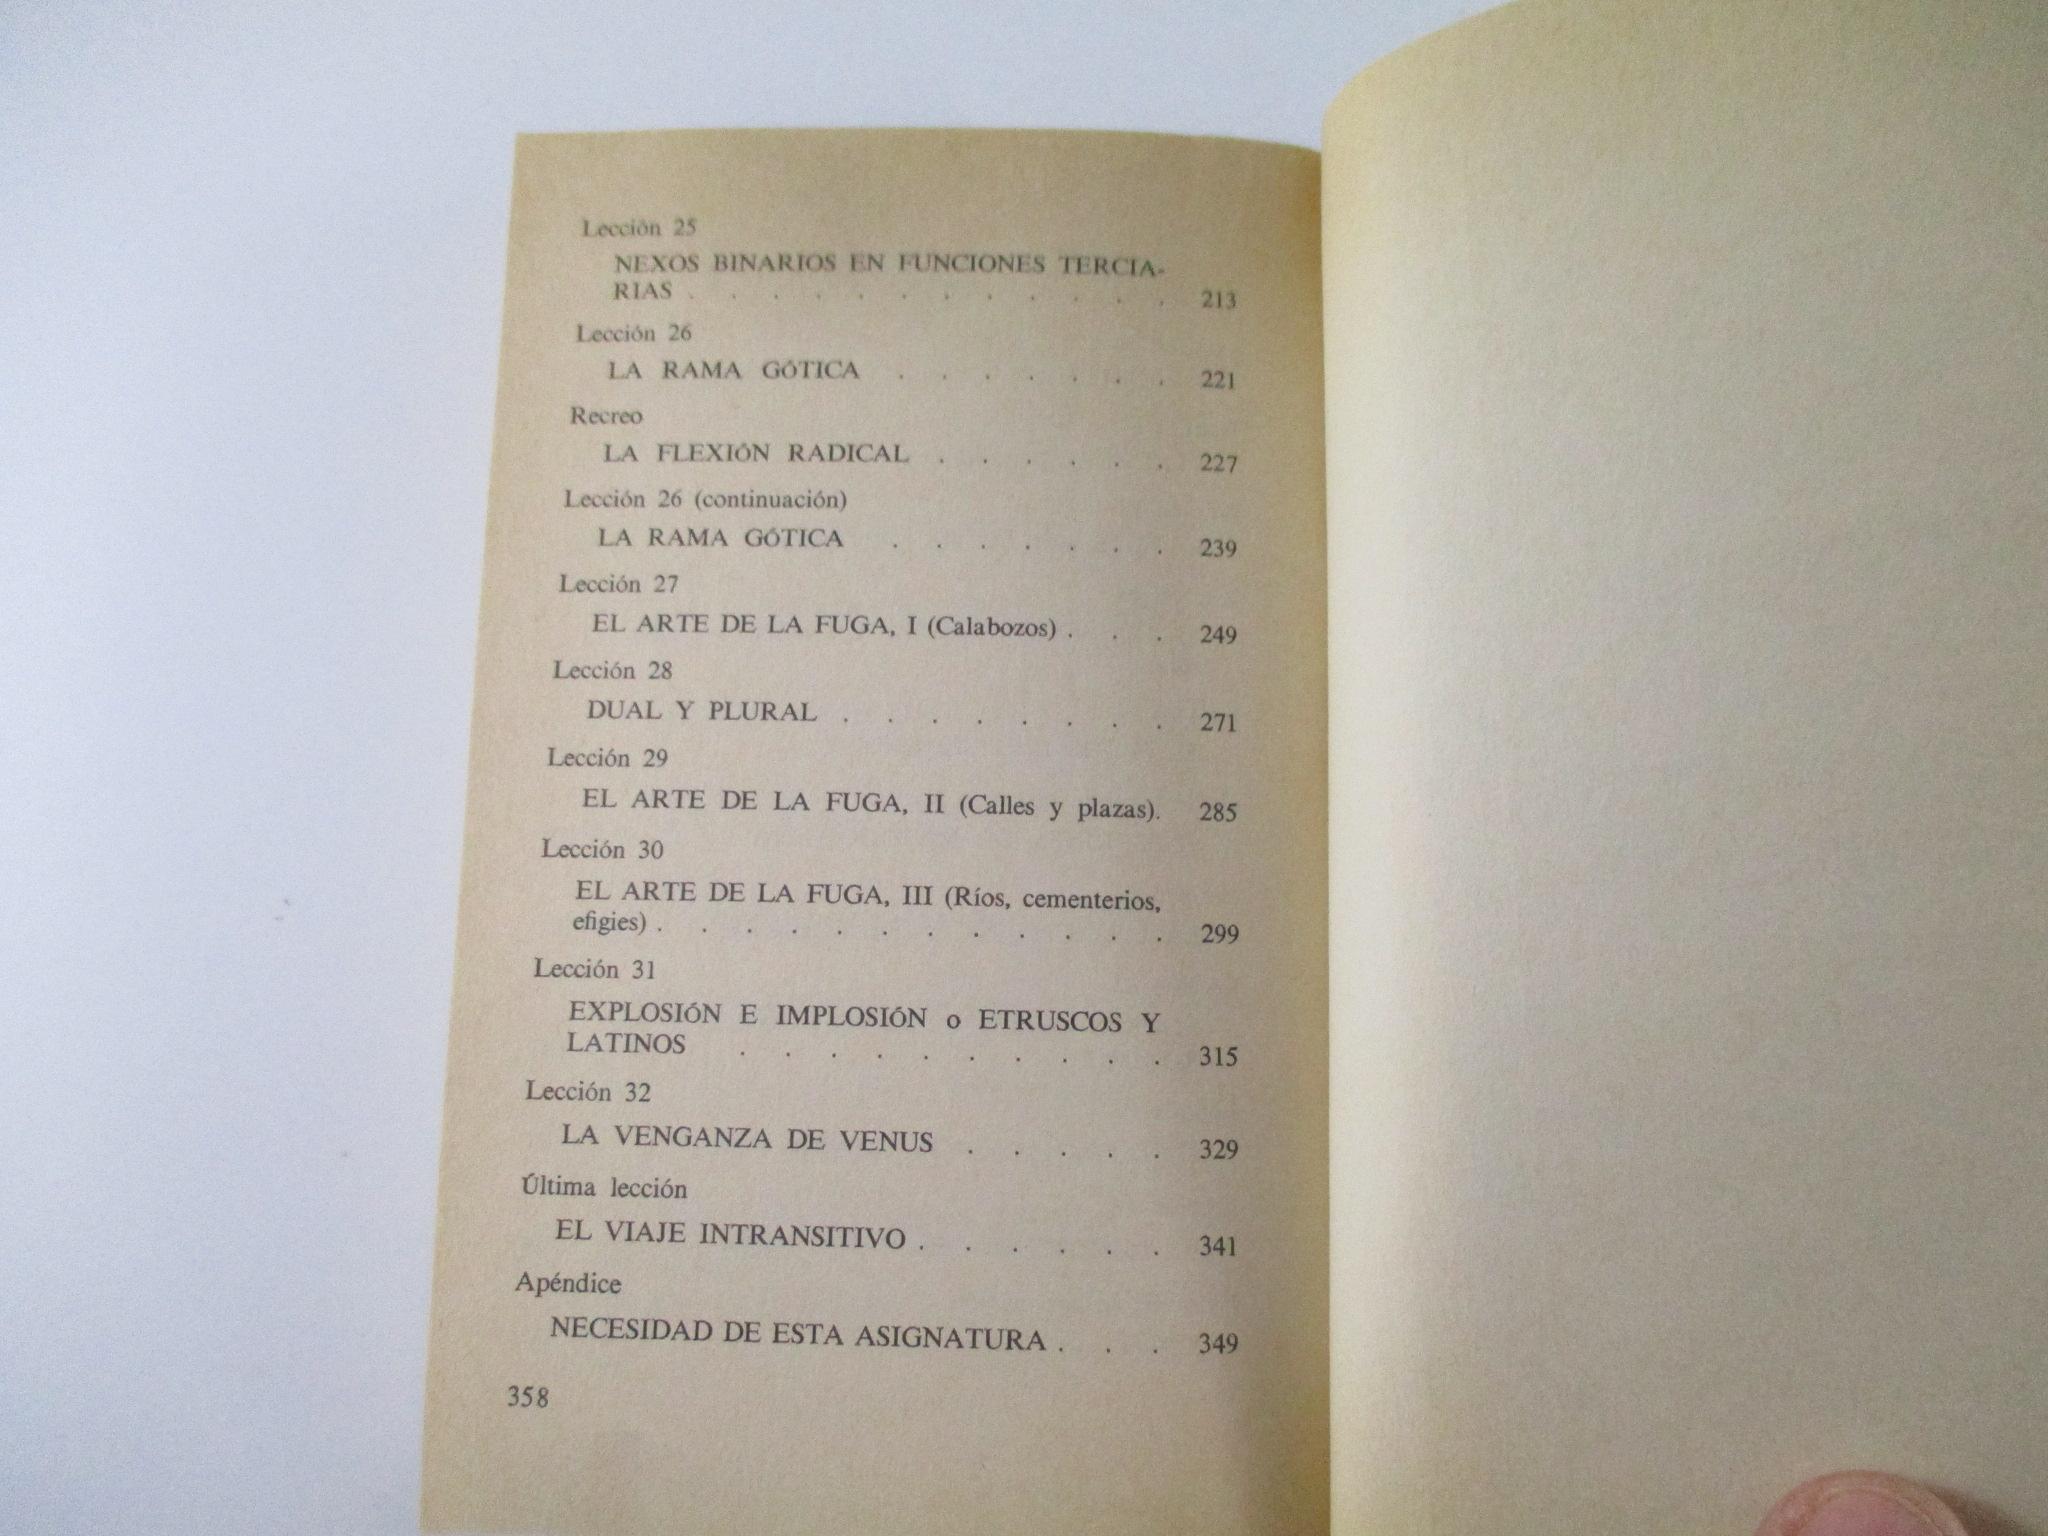 Lección 25
NEXOS BINARIOS EN FUNCIONES TERCIA-
RIAS . . . . . . . . . . . . 213
Lección 26
LA RAMA GÓTICA . . . . . . . 221
Recreo
LA FLEXIÓN RADICAL . . . . . . 227
Lección 26 (continuación)
LA RAMA GÓTICA . . . . . . . 239
Lección 27
EL ARTE DE LA FUGA, I (Calabozos) . . . 249
Lección 28
DUAL Y PLURAL . . . . . . . . 271
Lección 29
EL ARTE DE LA FUGA, II (Calles y plazas). 285
Lección 30
EL ARTE DE LA FUGA, III (Ríos, cementerios,
efigies) . . . . . . . . . . . . 299
Lección 31
EXPLOSIÓN E IMPLOSIÓN o ETRUSCOS Y
LATINOS . . . . . . . . . . 315
Lección 32
LA VENGANZA DE VENUS . . . . . 329
Última lección
EL VIAJE INTRANSITIVO . . . . . . 341
Apéndice
NECESIDAD DE ESTA ASIGNATURA . . . 349
358